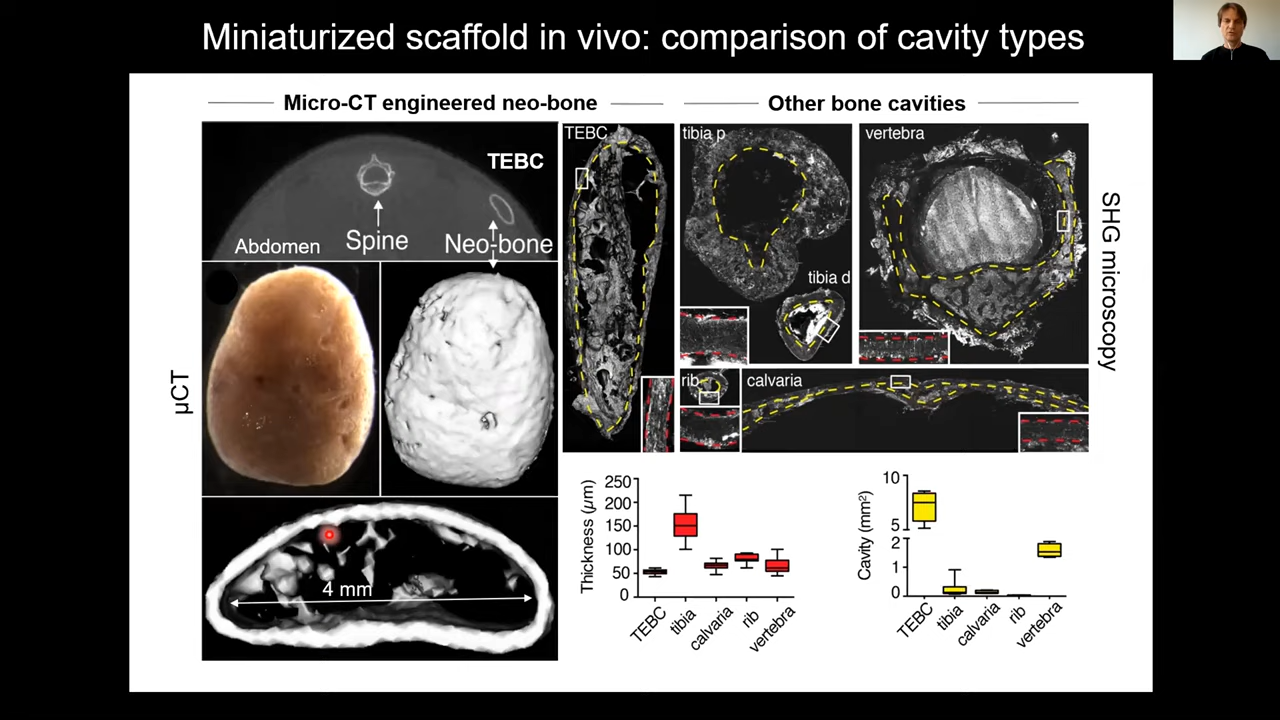 Miniaturized scaffold in vivo: comparison of cavity types
Micro-CT engineered neo-bone
Other bone cavities
TEBC
Abdomen
Spine
Neo-bone
μCT
4 mm
TEBC
tibia p
tibia d
vertebra
rib
calvaria
SHG microscopy
Thickness (μm)
250
200
150
100
50
0
TEBC
tibia
calvaria
rib
vertebra
Cavity (mm²)
10
5
2
1
0
TEBC
tibia
calvaria
rib
vertebra